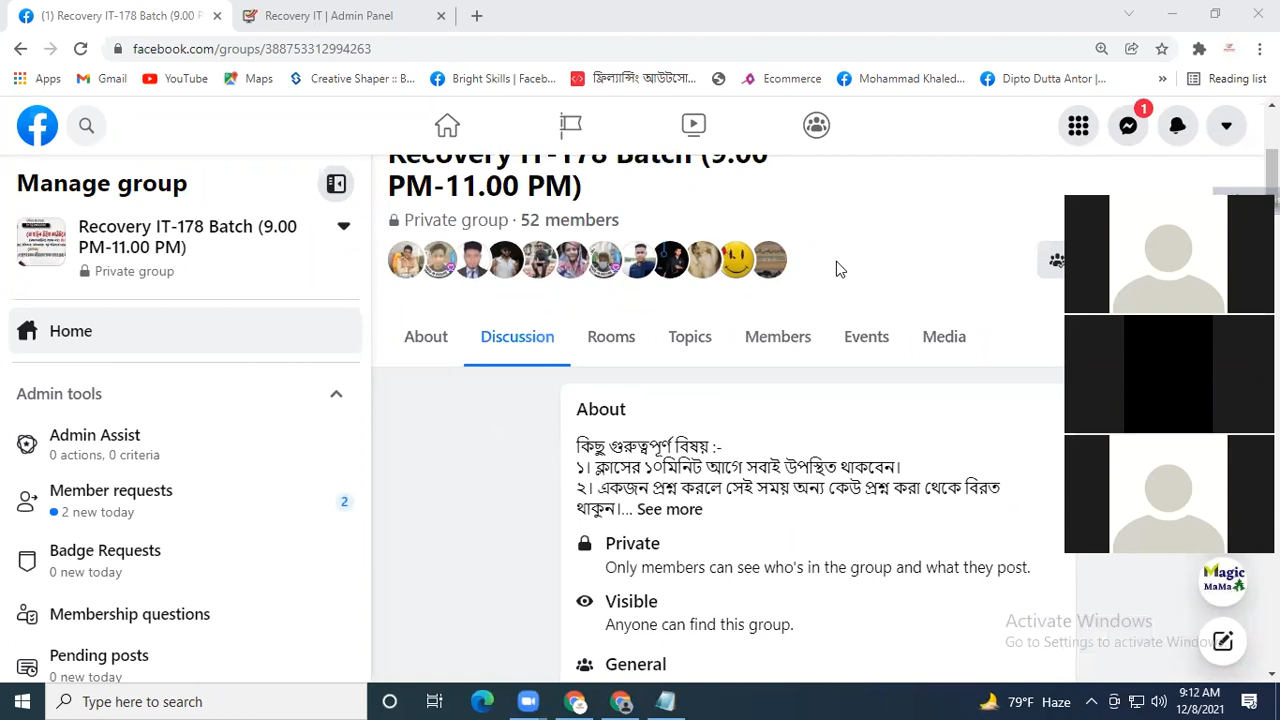 (1) Recovery IT-178 Batch (9.00 P
Recovery IT | Admin Panel
facebook.com/groups/388753312994263
Apps
Gmail
YouTube
Maps
Creative Shaper :: B...
Bright Skills | Faceb...
ফ্রিল্যান্সিং আউটসো...
Ecommerce
Mohammad Khaled...
Dipto Dutta Antor |...
Reading list
1
Manage group
Recovery IT-178 Batch (9.00
PM-11.00 PM)
Private group
Home
Admin tools
Admin Assist
0 actions, 0 criteria
Member requests
2 new today
2
Badge Requests
0 new today
Membership questions
Pending posts
0 new today
Recovery IT-178 Batch (9.00
PM-11.00 PM)
Private group · 52 members
About
Discussion
Rooms
Topics
Members
Events
Media
About
কিছু গুরুত্বপূর্ণ বিষয় :-
১। ক্লাসের ১০মিনিট আগে সবাই উপস্থিত থাকবেন।
২। একজন প্রশ্ন করলে সেই সময় অন্য কেউ প্রশ্ন করা থেকে বিরত
থাকুন।... See more
Private
Only members can see who's in the group and what they post.
Visible
Anyone can find this group.
General
Magic
MaMa
Activate Windows
Go to Settings to activate Windows
Type here to search
79°F Haze
9:12 AM
12/8/2021